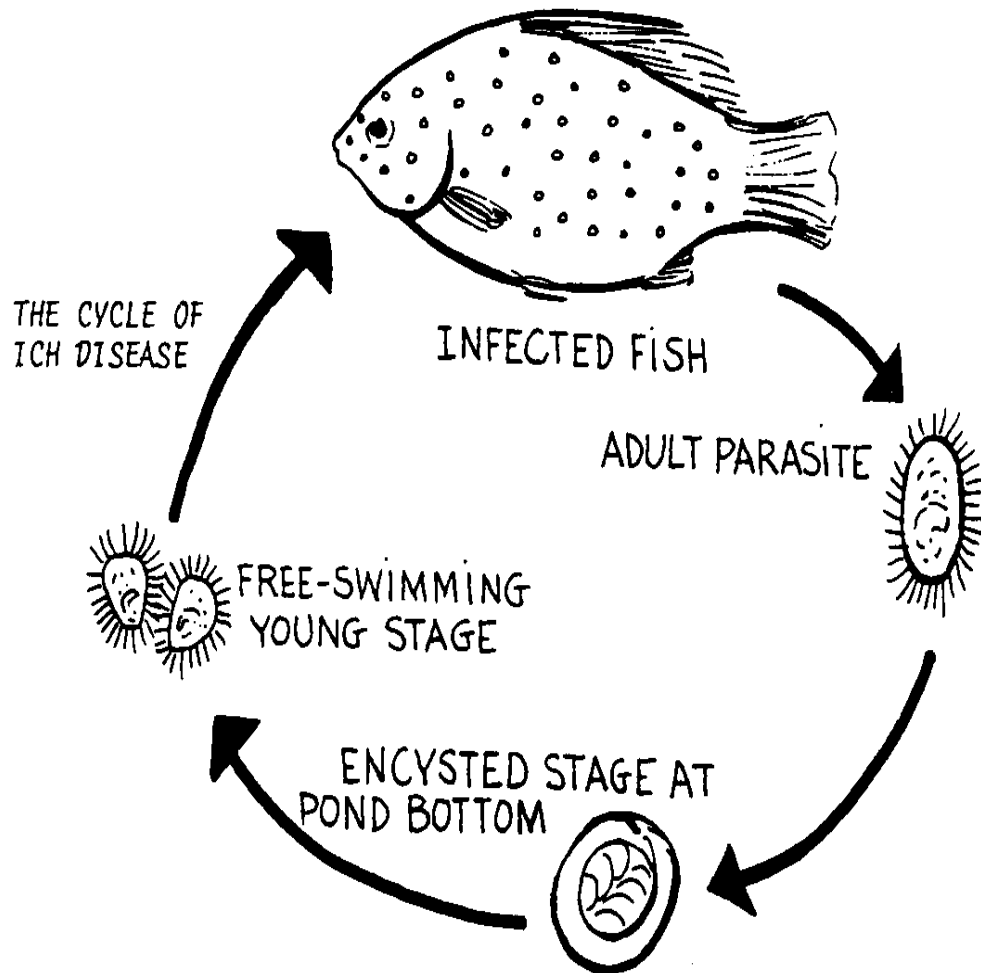 THE CYCLE OF
ICH DISEASE
INFECTED FiSH
ADULT PARASITE
FREE-SWIMMING
YOUNG STAGE
ENCYSTED STAGE AT
POND BOTTOM